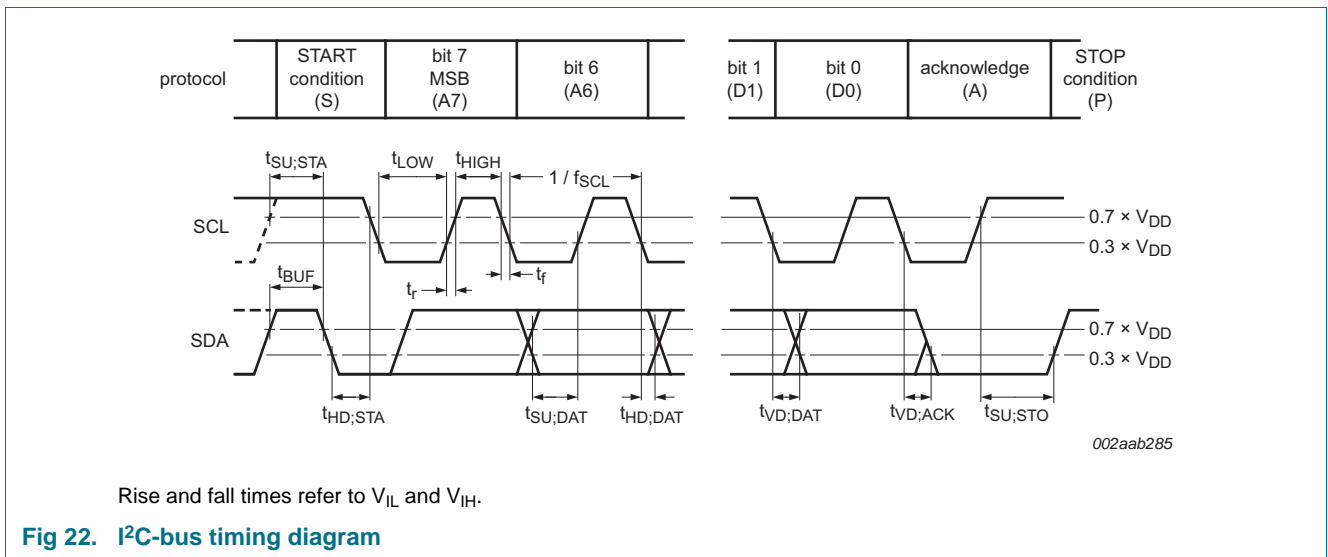 protocol
START
condition
(S)
bit 7
MSB
(A7)
bit 6
(A6)
bit 1
(D1)
bit 0
(D0)
acknowledge
(A)
STOP
condition
(P)
tSU;STA
tLOW
tHIGH
1 / fSCL
SCL
0.7 × VDD
0.3 × VDD
tBUF
tr
tf
SDA
0.7 × VDD
0.3 × VDD
tHD;STA
tSU;DAT
tHD;DAT
tVD;DAT
tVD;ACK
tSU;STO
002aab285
Rise and fall times refer to VIL and VIH.
Fig 22. I²C-bus timing diagram